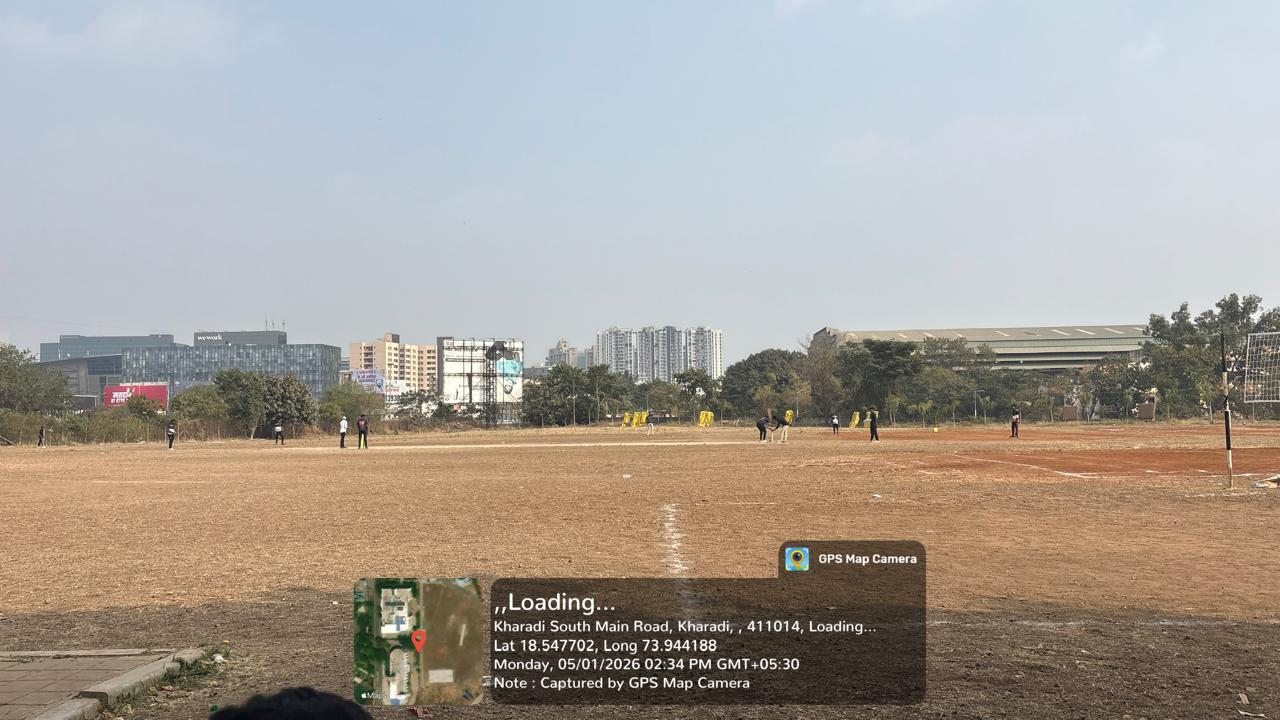 wework
GPS Map Camera
,,Loading...
Kharadi South Main Road, Kharadi, , 411014, Loading...
Lat 18.547702, Long 73.944188
Monday, 05/01/2026 02:34 PM GMT+05:30
Note : Captured by GPS Map Camera
Maps